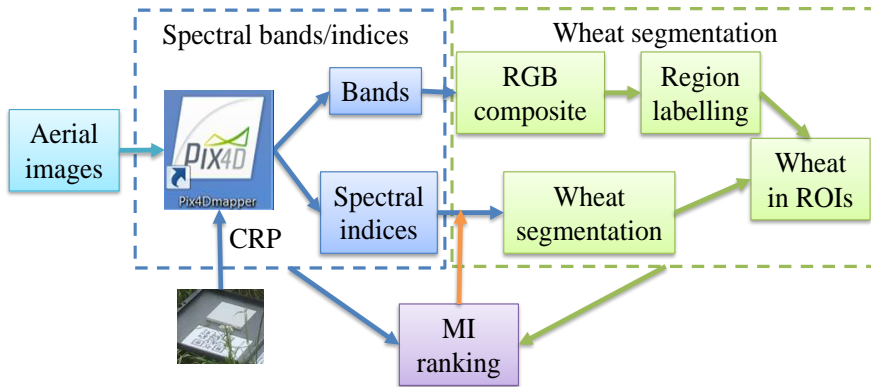 Spectral bands/indices
Wheat segmentation
Aerial
images
PIX4D
Pix4Dmapper
CRP
Bands
Spectral
indices
RGB
composite
Region
labelling
Wheat
segmentation
Wheat
in ROIs
MI
ranking